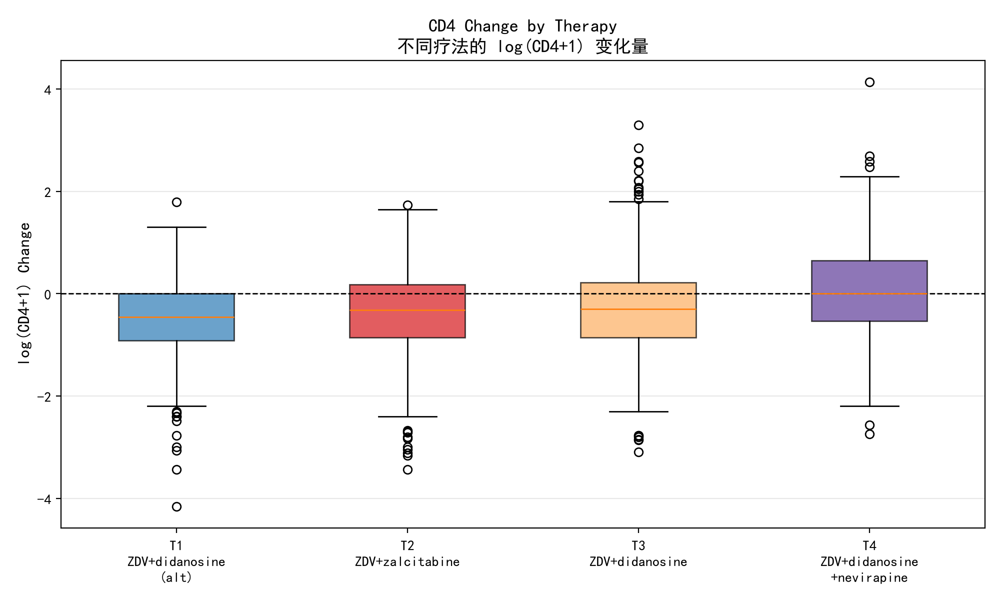 CD4 Change by Therapy
不同疗法的 log(CD4+1) 变化量
log(CD4+1) Change
4
2
0
−2
−4
T1
ZDV+didanosine
(alt)
T2
ZDV+zalcitabine
T3
ZDV+didanosine
T4
ZDV+didanosine
+nevirapine